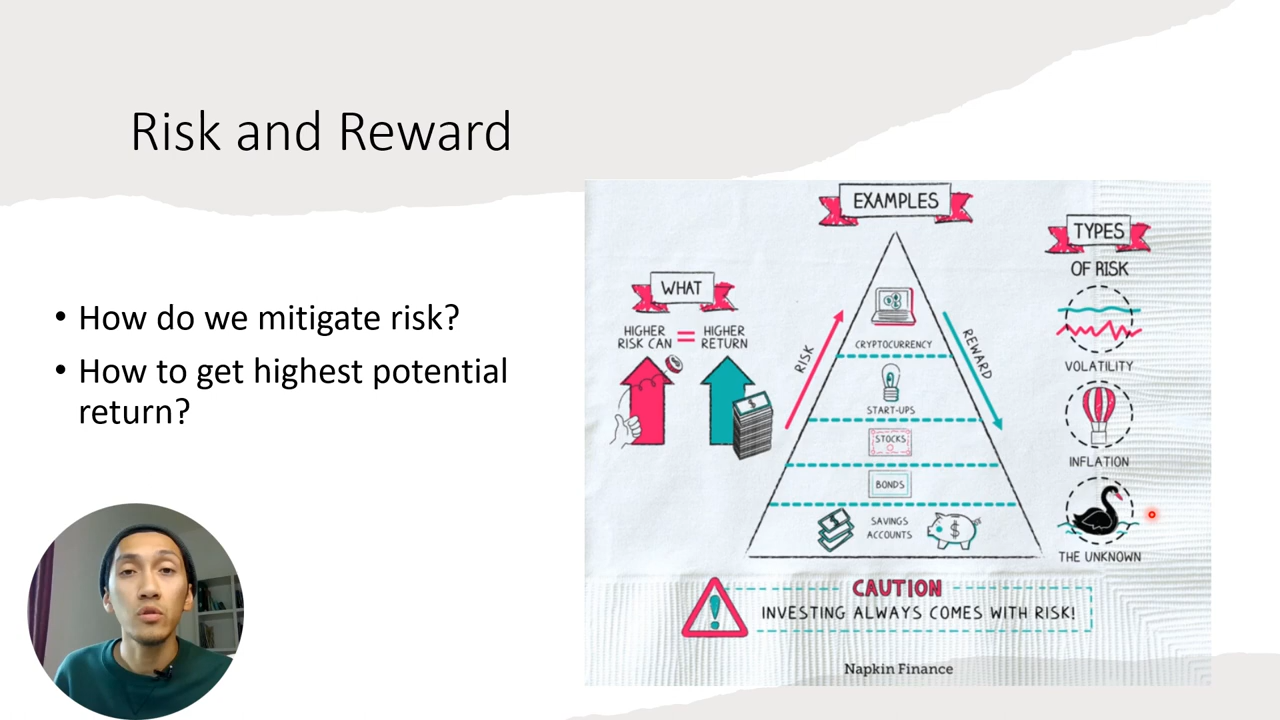 Risk and Reward
• How do we mitigate risk?
• How to get highest potential
return?
EXAMPLES
WHAT
HIGHER
RISK CAN
=
HIGHER
RETURN
RISK
REWARD
CRYPTOCURRENCY
START-UPS
STOCKS
BONDS
SAVINGS
ACCOUNTS
TYPES
OF RISK
VOLATILITY
INFLATION
THE UNKNOWN
CAUTION
INVESTING ALWAYS COMES WITH RISK!
Napkin Finance